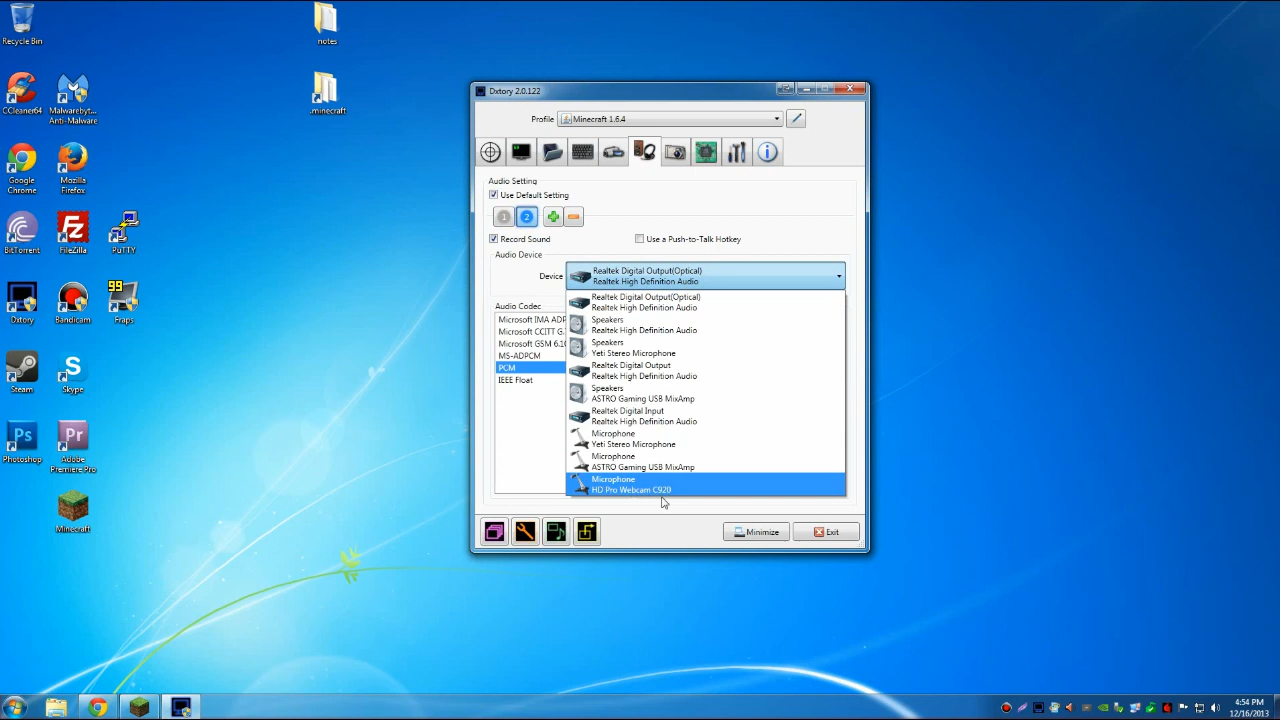 Recycle Bin
notes
CCleaner64
Malwarebyt...
Anti-Malware
.minecraft
Google
Chrome
Mozilla
Firefox
BitTorrent
FileZilla
PuTTY
Dxtory
Bandicam
99
Fraps
Steam
Skype
Ps
Photoshop
Pr
Adobe
Premiere Pro
Minecraft
Dxtory 2.0.122
Profile
Minecraft 1.6.4
Audio Setting
Use Default Setting
1
2
Record Sound
Use a Push-to-Talk Hotkey
Audio Device
Device
Realtek Digital Output(Optical)
Realtek High Definition Audio
Audio Codec
Microsoft IMA ADP
Microsoft CCITT G.
Microsoft GSM 6.10
MS-ADPCM
PCM
IEEE Float
Realtek Digital Output(Optical)
Realtek High Definition Audio
Speakers
Realtek High Definition Audio
Speakers
Yeti Stereo Microphone
Realtek Digital Output
Realtek High Definition Audio
Speakers
ASTRO Gaming USB MixAmp
Realtek Digital Input
Realtek High Definition Audio
Microphone
Yeti Stereo Microphone
Microphone
ASTRO Gaming USB MixAmp
Microphone
HD Pro Webcam C920
Minimize
Exit
4:54 PM
12/16/2013